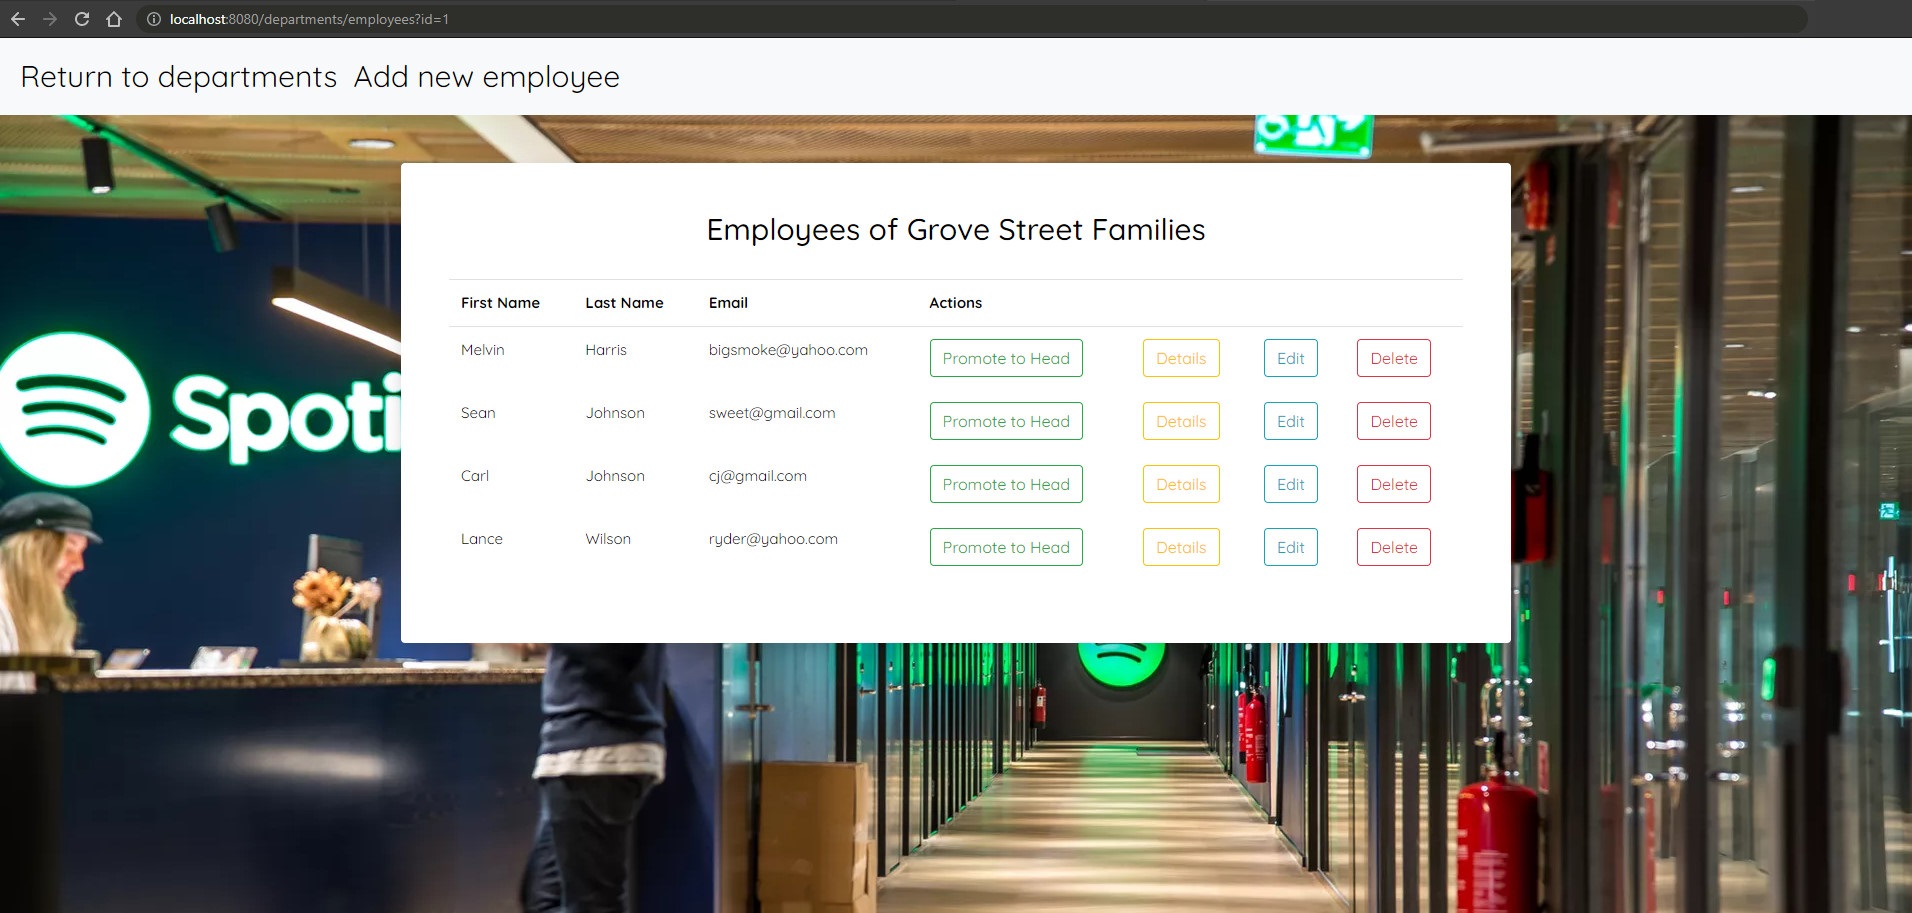 localhost:8080/departments/employees?id=1
Return to departments Add new employee
Employees of Grove Street Families
First Name Last Name Email Actions
Melvin Harris bigsmoke@yahoo.com Promote to Head Details Edit Delete
Sean Johnson sweet@gmail.com Promote to Head Details Edit Delete
Carl Johnson cj@gmail.com Promote to Head Details Edit Delete
Lance Wilson ryder@yahoo.com Promote to Head Details Edit Delete
Spoti